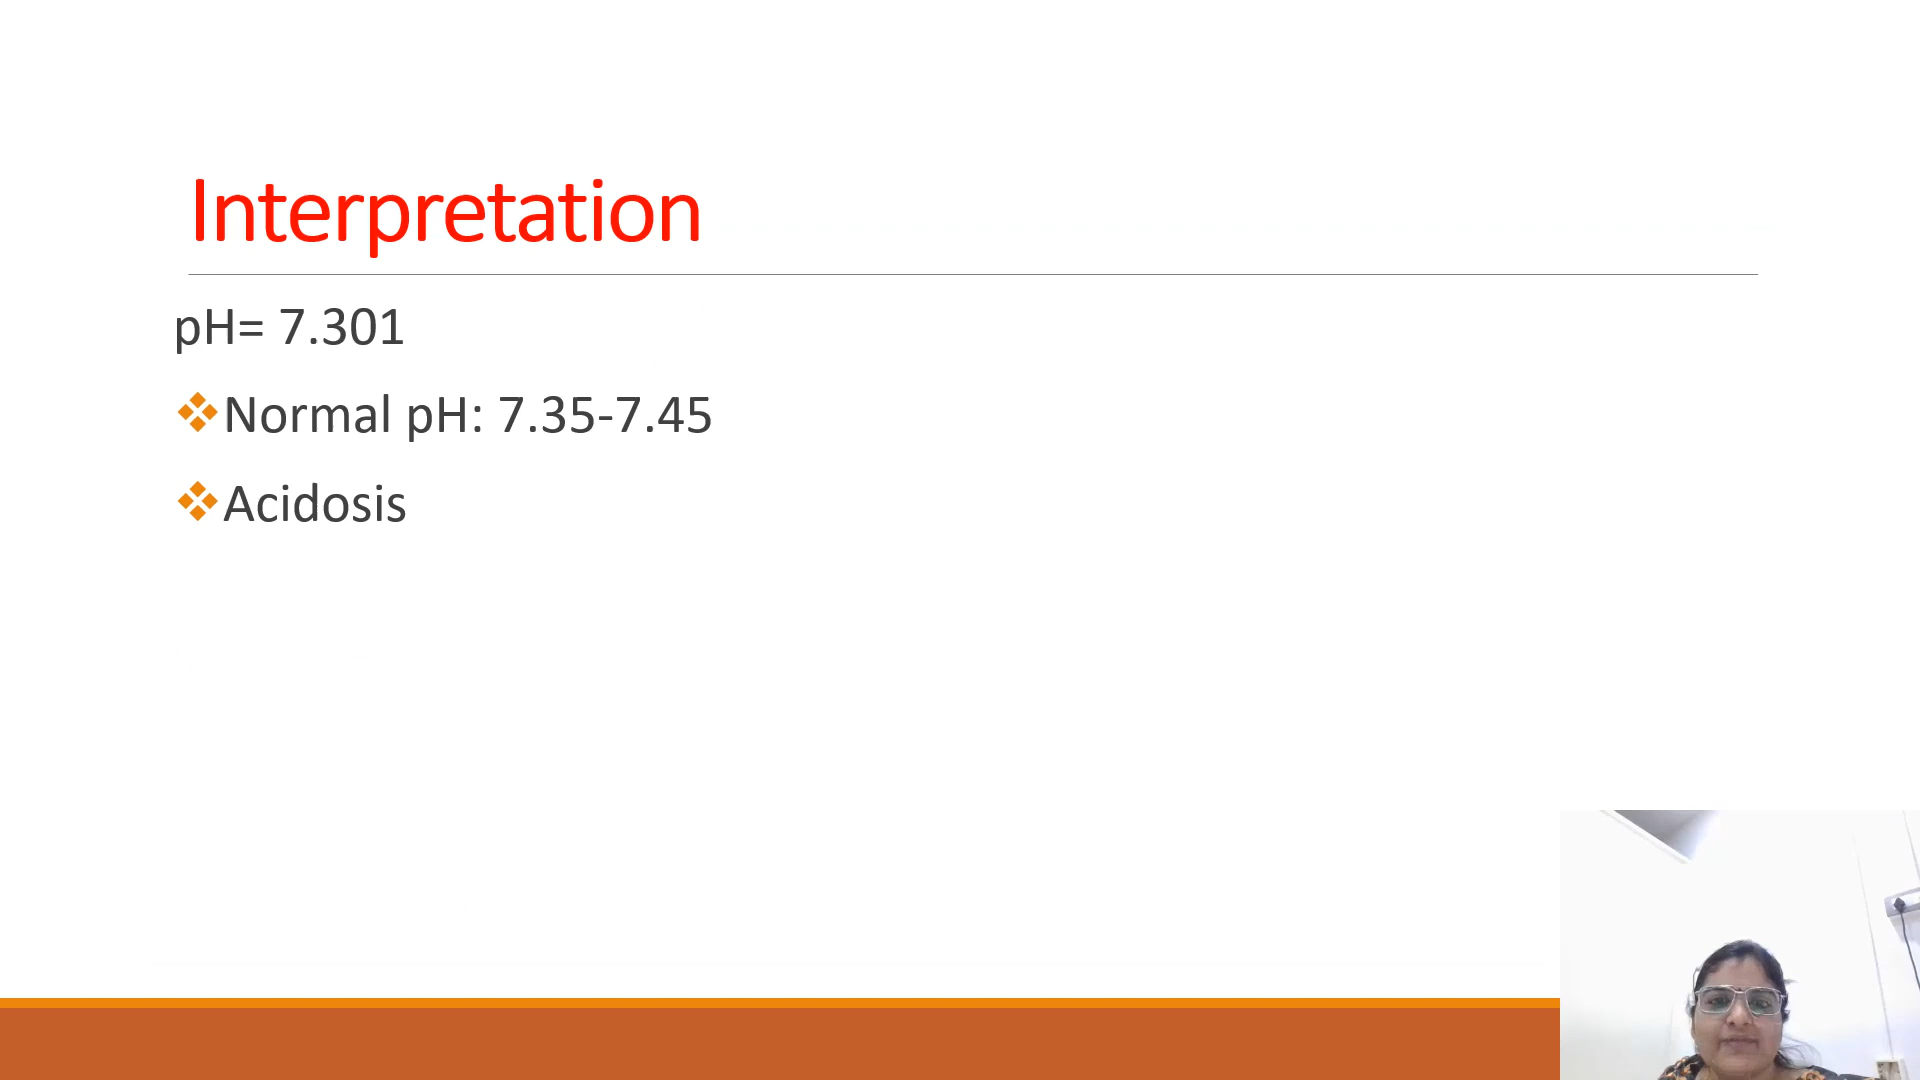 Interpretation
pH= 7.301
❖Normal pH: 7.35-7.45
❖Acidosis